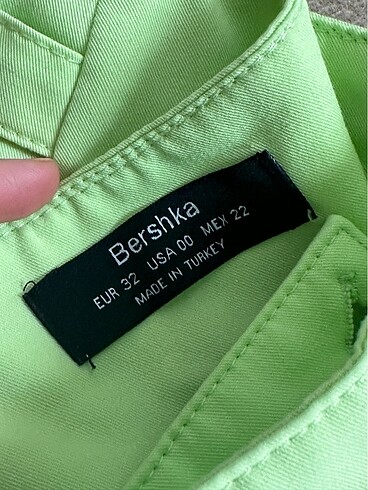 Bershka
EUR 32 USA 00 MEX 22
MADE IN TURKEY